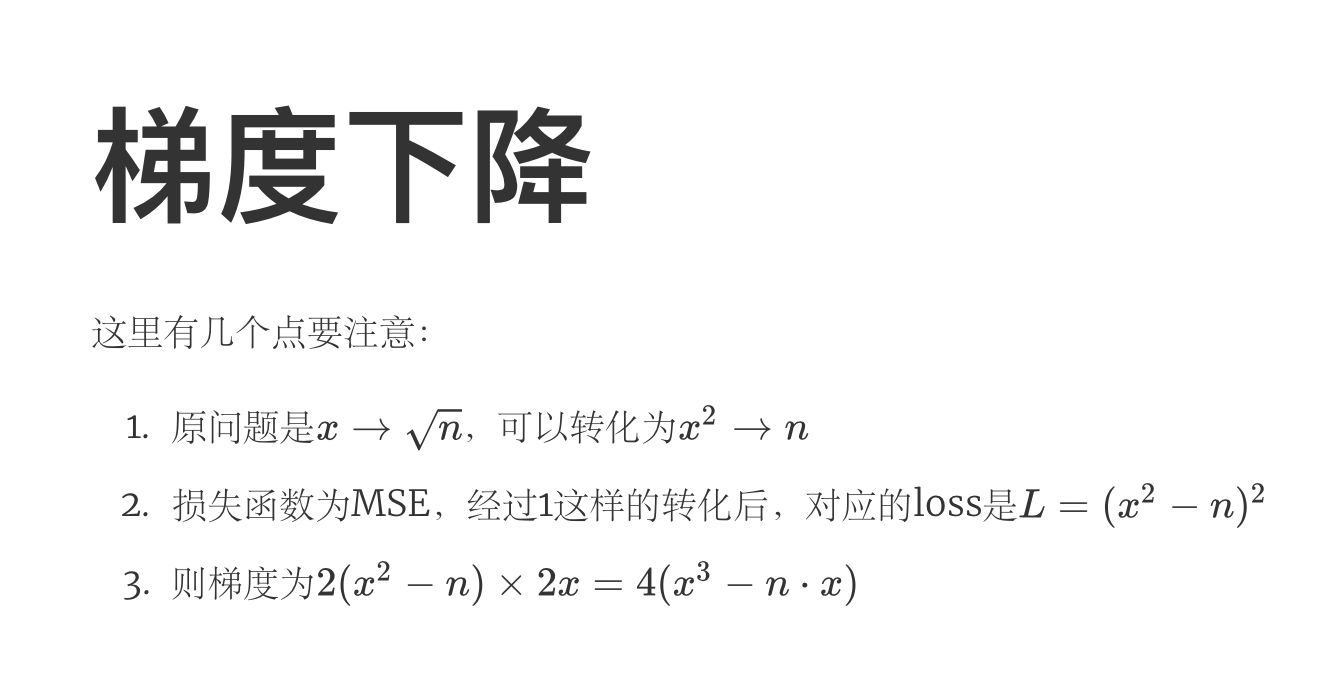 梯度下降
这里有几个点要注意：
1. 原问题是$x \to \sqrt{n}$，可以转化为$x^2 \to n$
2. 损失函数为MSE，经过1这样的转化后，对应的loss是$L = (x^2 - n)^2$
3. 则梯度为$2(x^2 - n) \times 2x = 4(x^3 - n \cdot x)$